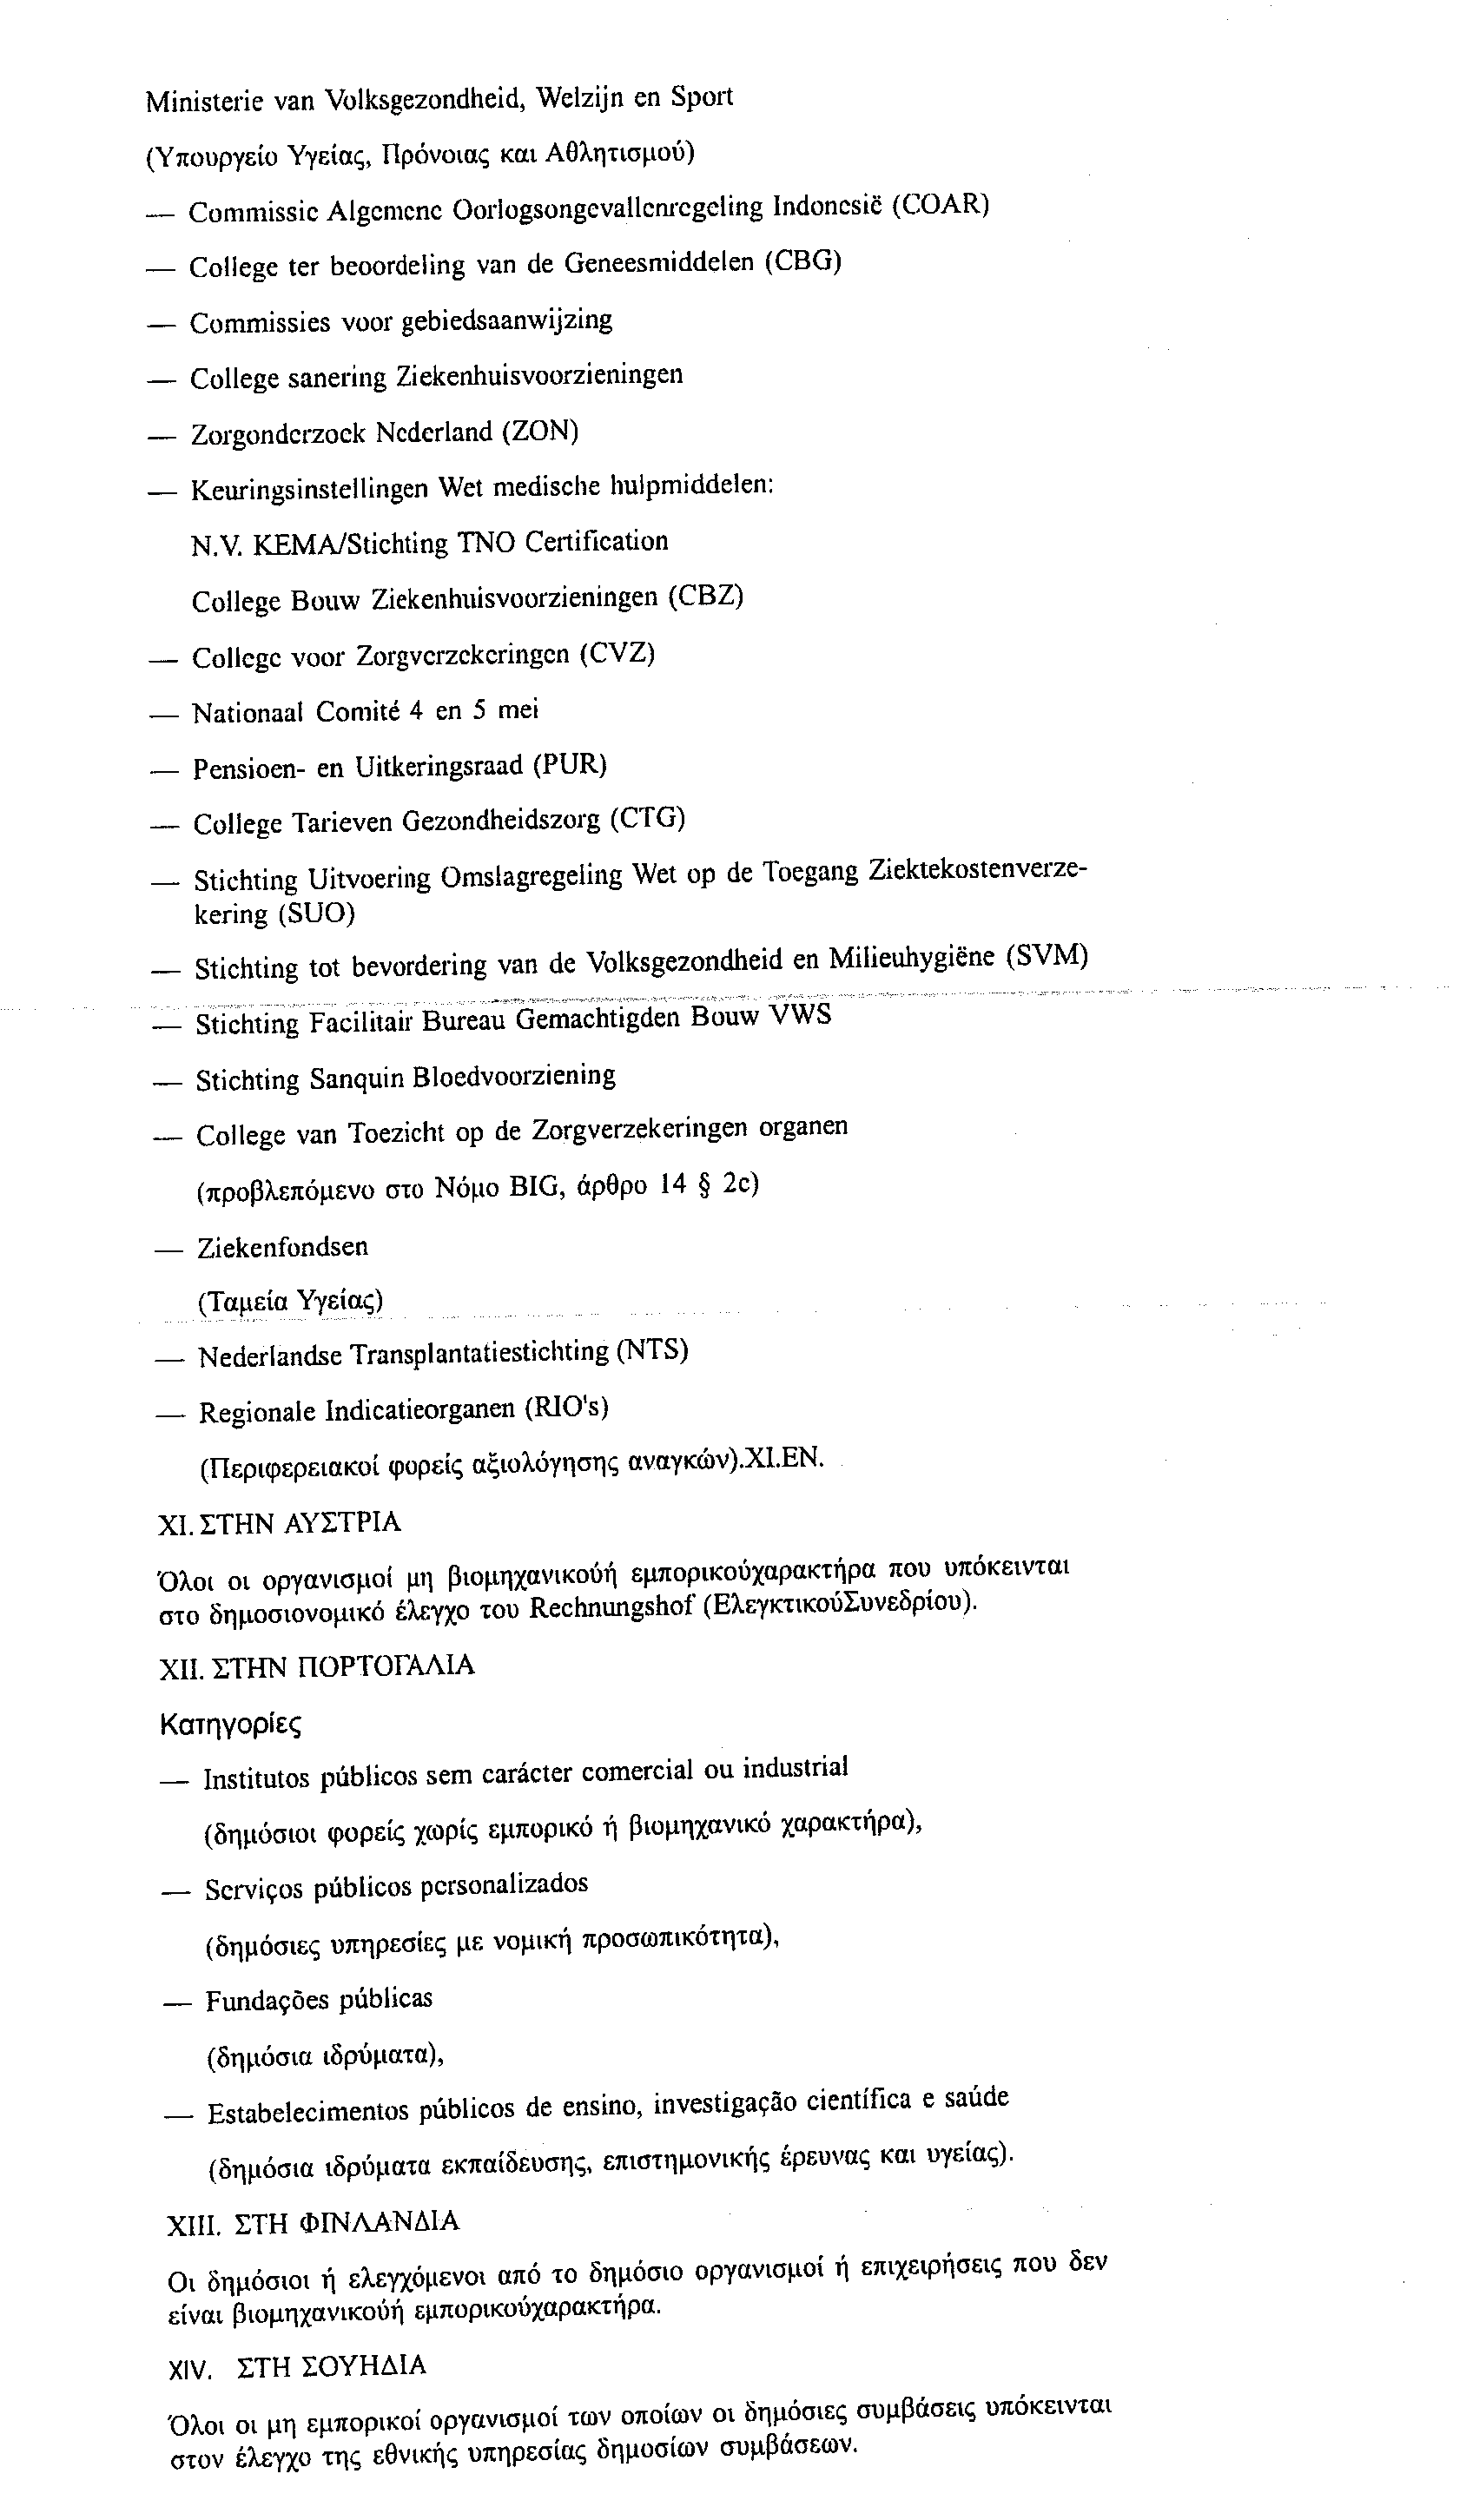 Ministerie van Volksgezondheid, Welzijn en Sport
(Υπουργείο Υγείας, Πρόνοιας και Αθλητισμού)
— Commissie Algemene Oorlogsongevallenregeling Indonesië (COAR)
— College ter beoordeling van de Geneesmiddelen (CBG)
— Commissies voor gebiedsaanwijzing
— College sanering Ziekenhuisvoorzieningen
— Zorgonderzoek Nederland (ZON)
— Keuringsinstellingen Wet medische hulpmiddelen:
N.V. KEMA/Stichting TNO Certification
College Bouw Ziekenhuisvoorzieningen (CBZ)
— College voor Zorgverzekeringen (CVZ)
— Nationaal Comité 4 en 5 mei
— Pensioen- en Uitkeringsraad (PUR)
— College Tarieven Gezondheidszorg (CTG)
— Stichting Uitvoering Omslagregeling Wet op de Toegang Ziektekostenverze-
kering (SUO)
— Stichting tot bevordering van de Volksgezondheid en Milieuhygiëne (SVM)
— Stichting Facilitair Bureau Gemachtigden Bouw VWS
— Stichting Sanquin Bloedvoorziening
— College van Toezicht op de Zorgverzekeringen organen
(προβλεπόμενο στο Νόμο BIG, άρθρο 14 § 2c)
— Ziekenfondsen
(Ταμεία Υγείας)
— Nederlandse Transplantatiestichting (NTS)
— Regionale Indicatieorganen (RIO's)
(Περιφερειακοί φορείς αξιολόγησης αναγκών).XI.EN.
XI. ΣΤΗΝ ΑΥΣΤΡΙΑ
Όλοι οι οργανισμοί μη βιομηχανικούή εμπορικούχαρακτήρα που υπόκεινται
στο δημοσιονομικό έλεγχο του Rechnungshof (ΕλεγκτικούΣυνεδρίου).
XII. ΣΤΗΝ ΠΟΡΤΟΓΑΛΙΑ
Κατηγορίες
— Institutos públicos sem carácter comercial ou industrial
(δημόσιοι φορείς χωρίς εμπορικό ή βιομηχανικό χαρακτήρα),
— Serviços públicos personalizados
(δημόσιες υπηρεσίες με νομική προσωπικότητα),
— Fundações públicas
(δημόσια ιδρύματα),
— Estabelecimentos públicos de ensino, investigação científica e saúde
(δημόσια ιδρύματα εκπαίδευσης, επιστημονικής έρευνας και υγείας).
XIII. ΣΤΗ ΦΙΝΛΑΝΔΙΑ
Οι δημόσιοι ή ελεγχόμενοι από το δημόσιο οργανισμοί ή επιχειρήσεις που δεν
είναι βιομηχανικούή εμπορικούχαρακτήρα.
XIV. ΣΤΗ ΣΟΥΗΔΙΑ
Όλοι οι μη εμπορικοί οργανισμοί των οποίων οι δημόσιες συμβάσεις υπόκεινται
στον έλεγχο της εθνικής υπηρεσίας δημοσίων συμβάσεων.